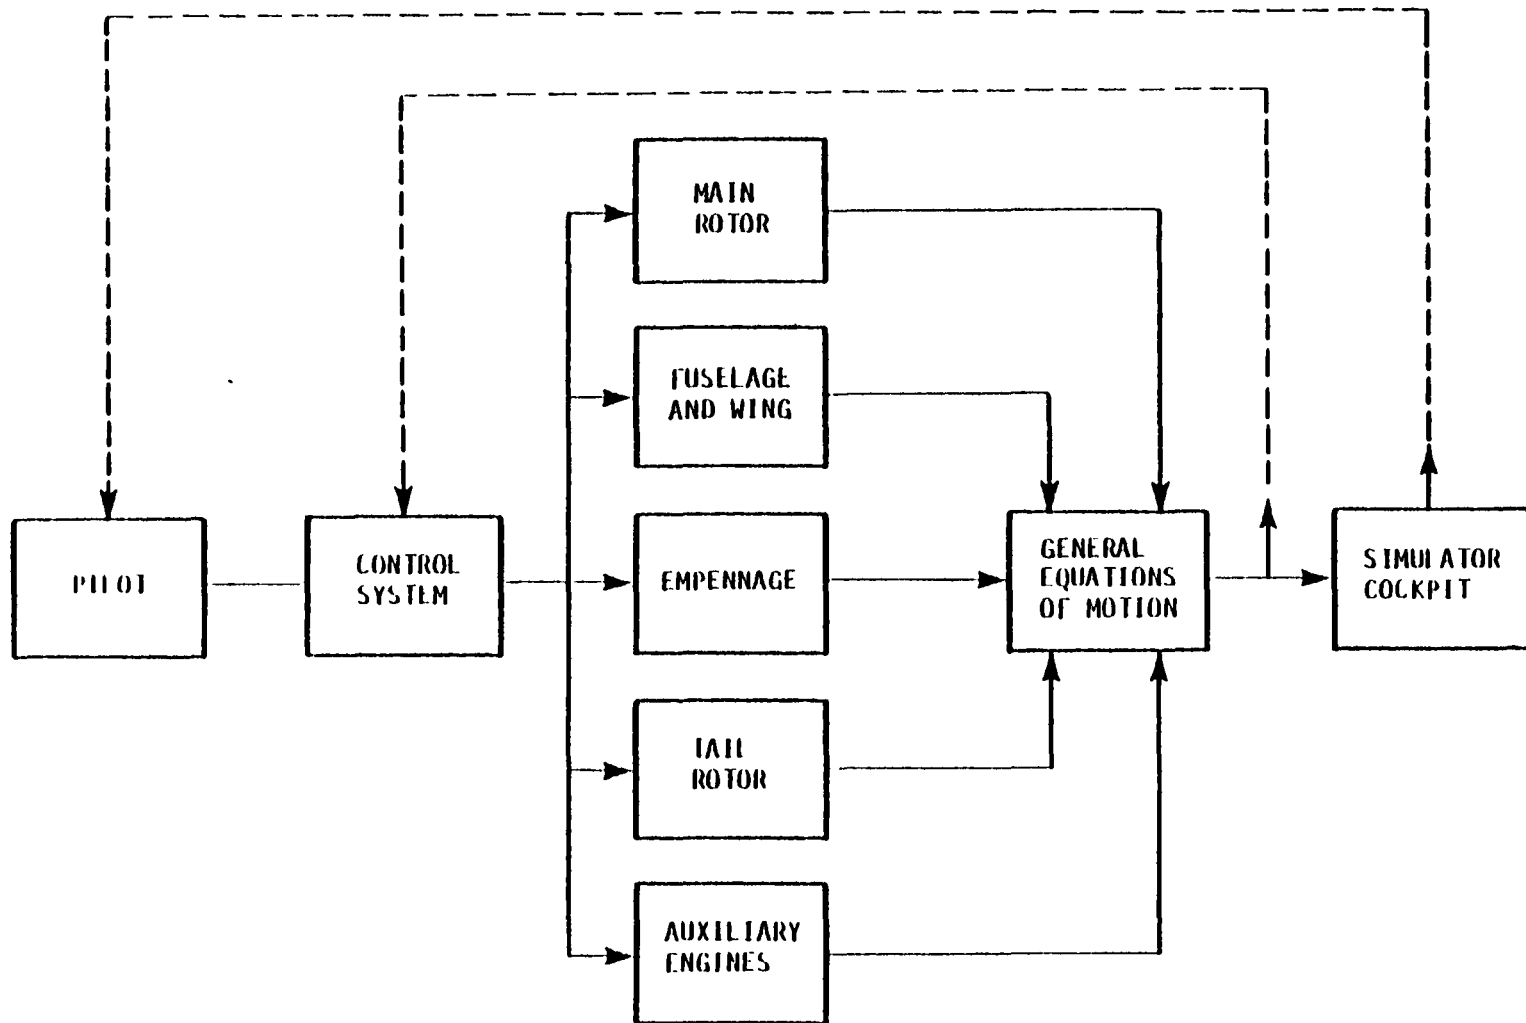 MAIN
ROTOR
FUSELAGE
AND WING
PILOT
CONTROL
SYSTEM
EMPENNAGE
GENERAL
EQUATIONS
OF MOTION
SIMULATOR
COCKPIT
TAIL
ROTOR
AUXILIARY
ENGINES